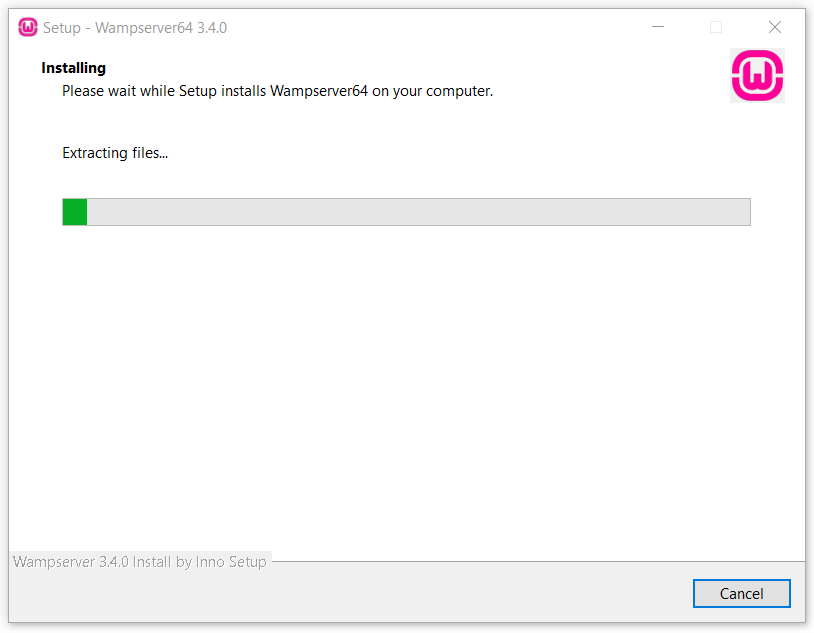 Setup - Wampserver64 3.4.0
Installing
Please wait while Setup installs Wampserver64 on your computer.
Extracting files...
Wampserver 3.4.0 Install by Inno Setup
Cancel